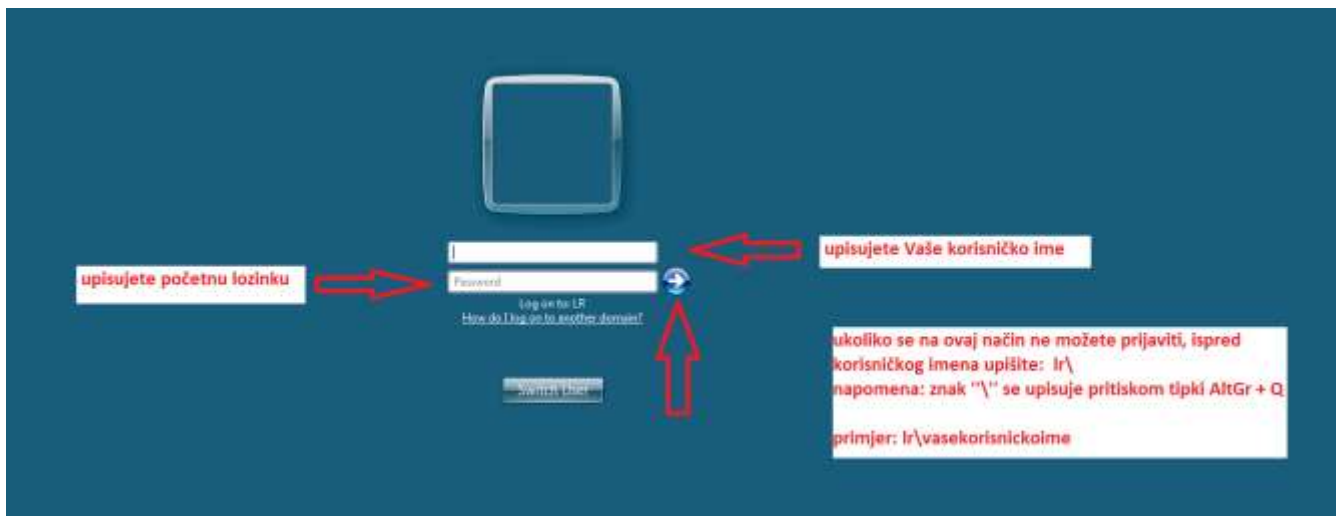 upisujete Vaše korisničko ime
upisujete početnu lozinku
Password
Log on to: LR
How do I log on to another domain?
Switch User
ukoliko se na ovaj način ne možete prijaviti, ispred
korisničkog imena upišite:  lr\
napomena: znak "\" se upisuje pritiskom tipki AltGr + Q
primjer: lr\vasekorisnickoime